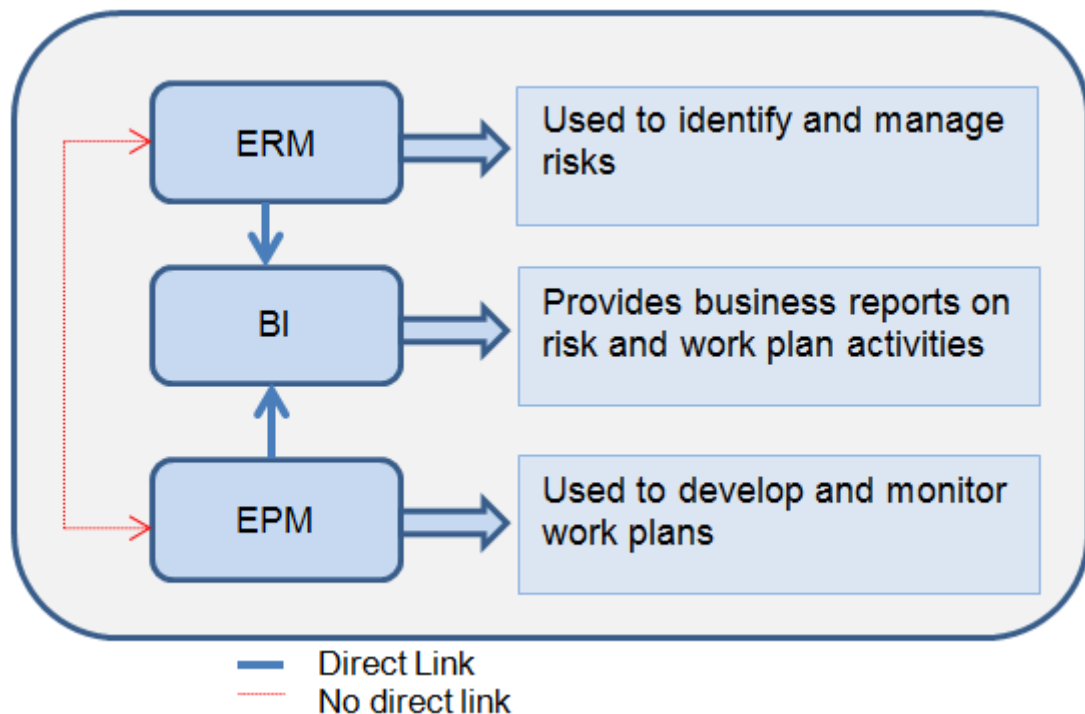 ERM
Used to identify and manage
risks
BI
Provides business reports on
risk and work plan activities
EPM
Used to develop and monitor
work plans
Direct Link
No direct link